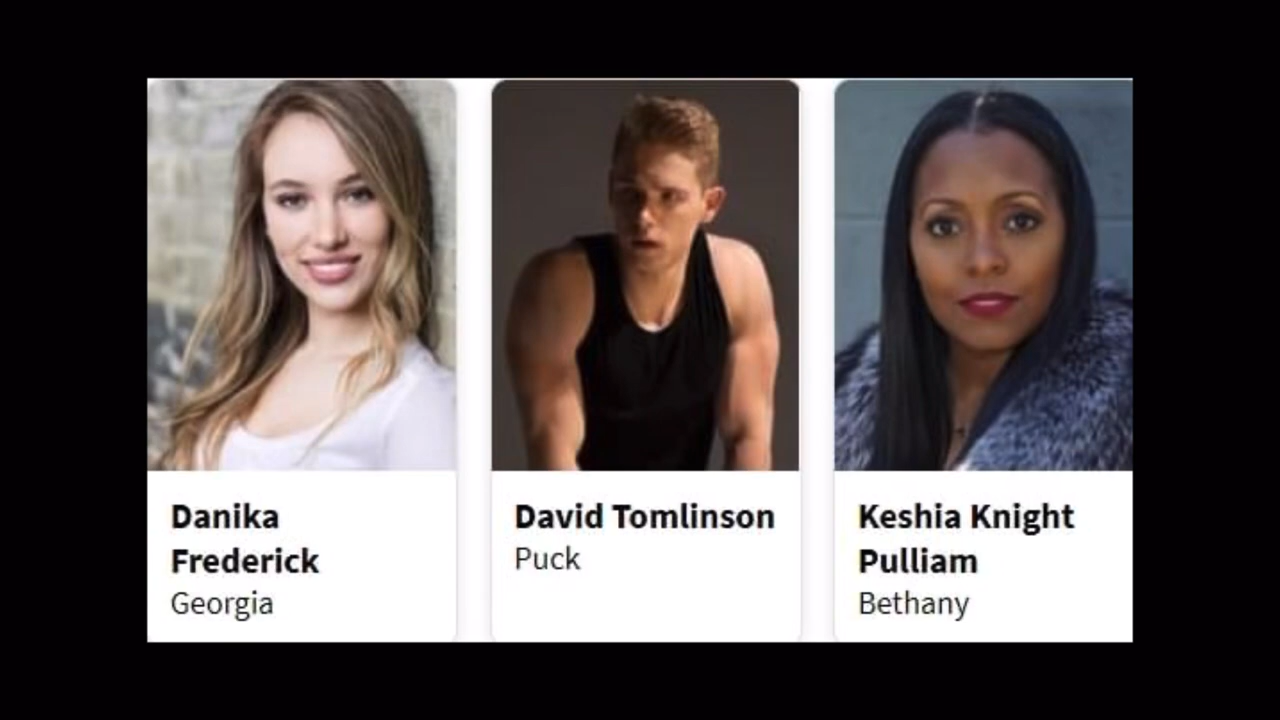 Danika
Frederick
Georgia
David Tomlinson
Puck
Keshia Knight
Pulliam
Bethany